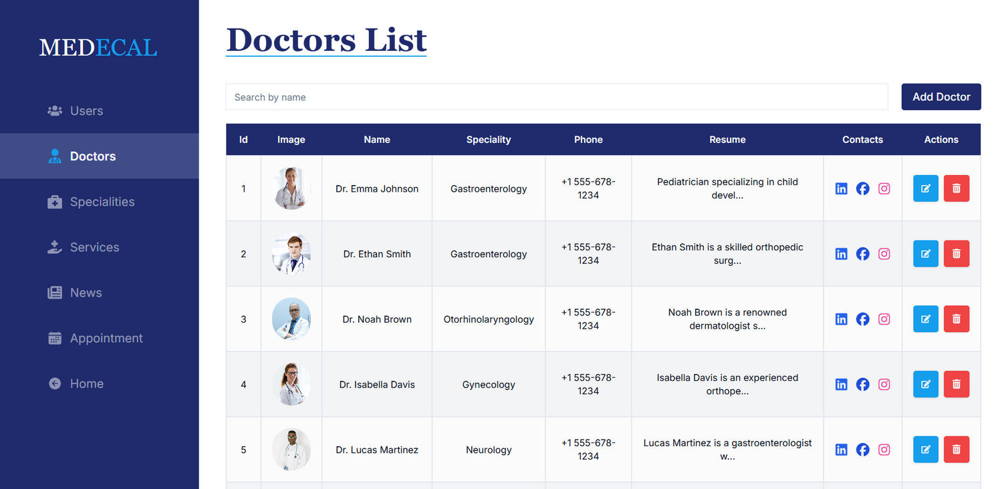 MEDECAL
Users
Doctors
Specialities
Services
News
Appointment
Home
Doctors List
Search by name
Add Doctor
Id Image Name Speciality Phone Resume Contacts Actions
1 Dr. Emma Johnson Gastroenterology +1 555-678-1234 Pediatrician specializing in child devel...
2 Dr. Ethan Smith Gastroenterology +1 555-678-1234 Ethan Smith is a skilled orthopedic surg...
3 Dr. Noah Brown Otorhinolaryngology +1 555-678-1234 Noah Brown is a renowned dermatologist s...
4 Dr. Isabella Davis Gynecology +1 555-678-1234 Isabella Davis is an experienced orthope...
5 Dr. Lucas Martinez Neurology +1 555-678-1234 Lucas Martinez is a gastroenterologist w...